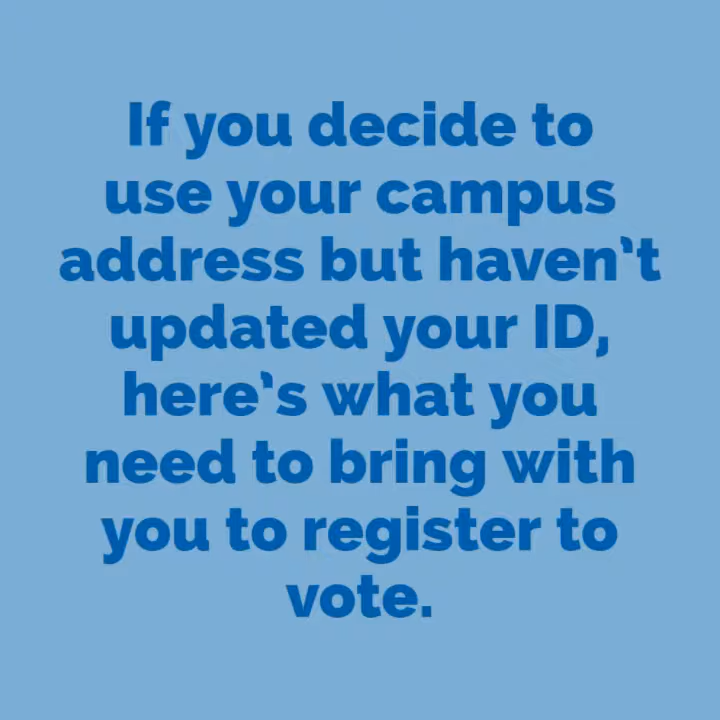 If you decide to
use your campus
address but haven’t
updated your ID,
here’s what you
need to bring with
you to register to
vote.